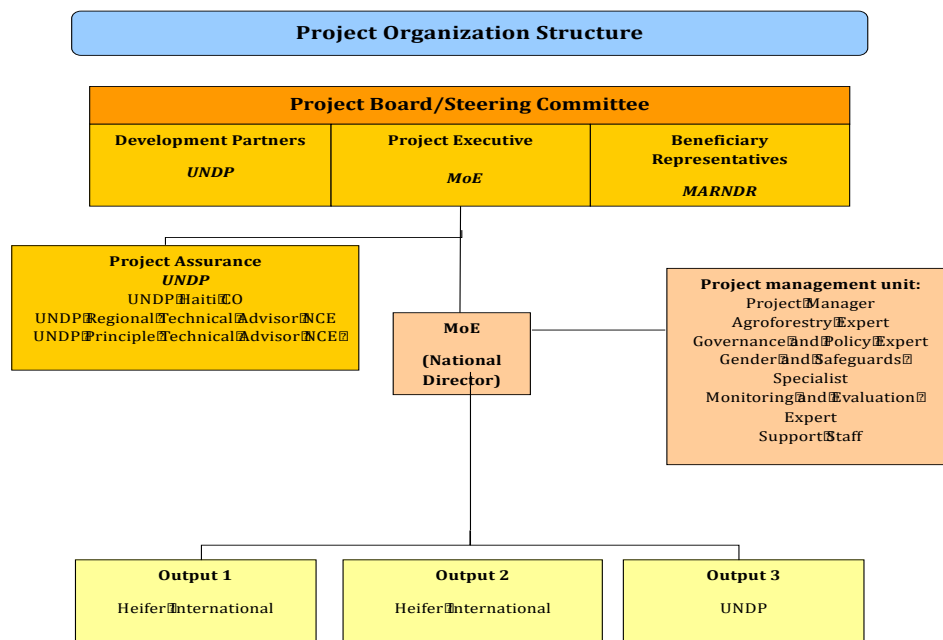 Project Organization Structure
Project Board/Steering Committee
Development Partners
UNDP
Project Executive
MoE
Beneficiary
Representatives
MARNDR
Project Assurance
UNDP
UNDP Haiti CO
UNDP Regional Technical Advisor NCE
UNDP Principle Technical Advisor NCE
MoE
(National
Director)
Project management unit:
Project Manager
Agroforestry Expert
Governance and Policy Expert
Gender and Safeguards
Specialist
Monitoring and Evaluation
Expert
Support Staff
Output 1
Heifer International
Output 2
Heifer International
Output 3
UNDP